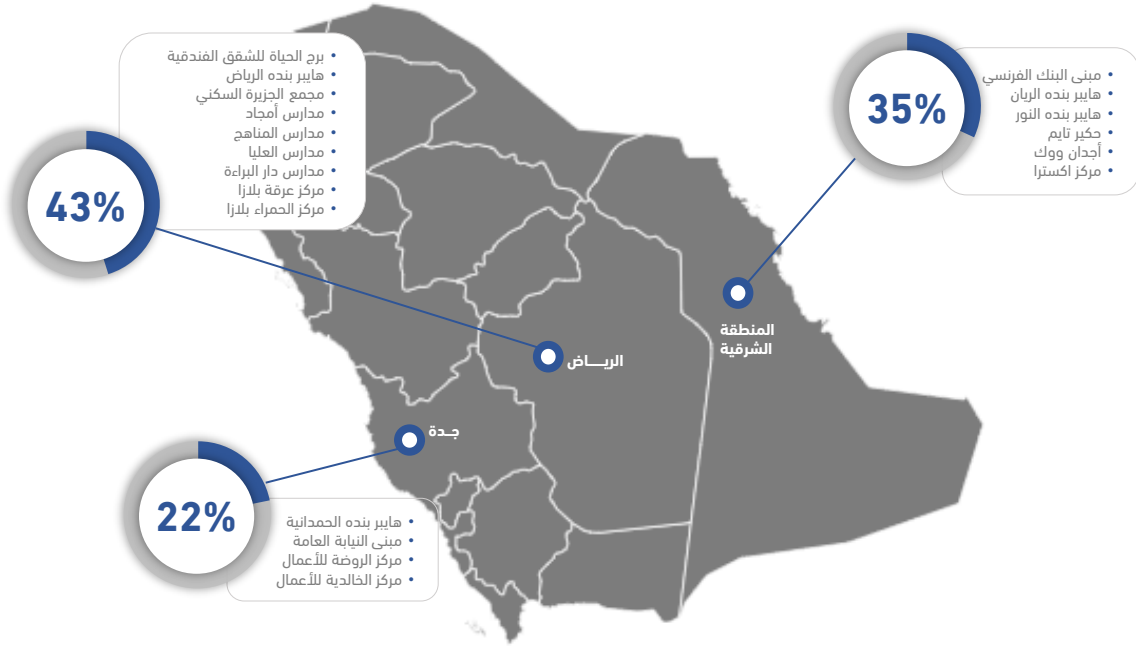 35%
• مبنى البنك الفرنسي
• هايبر بنده الريان
• هايبر بنده النور
• حكير تايم
• أجدان ووك
• مركز اكسترا
المنطقة
الشرقية
43%
• برج الحياة للشقق الفندقية
• هايبر بنده الرياض
• مجمع الجزيرة السكني
• مدارس أمجاد
• مدارس المناهج
• مدارس العليا
• مدارس دار البراءة
• مركز عرقة بلازا
• مركز الحمراء بلازا
الريـــاض
جــدة
22%
• هايبر بنده الحمدانية
• مبنى النيابة العامة
• مركز الروضة للأعمال
• مركز الخالدية للأعمال